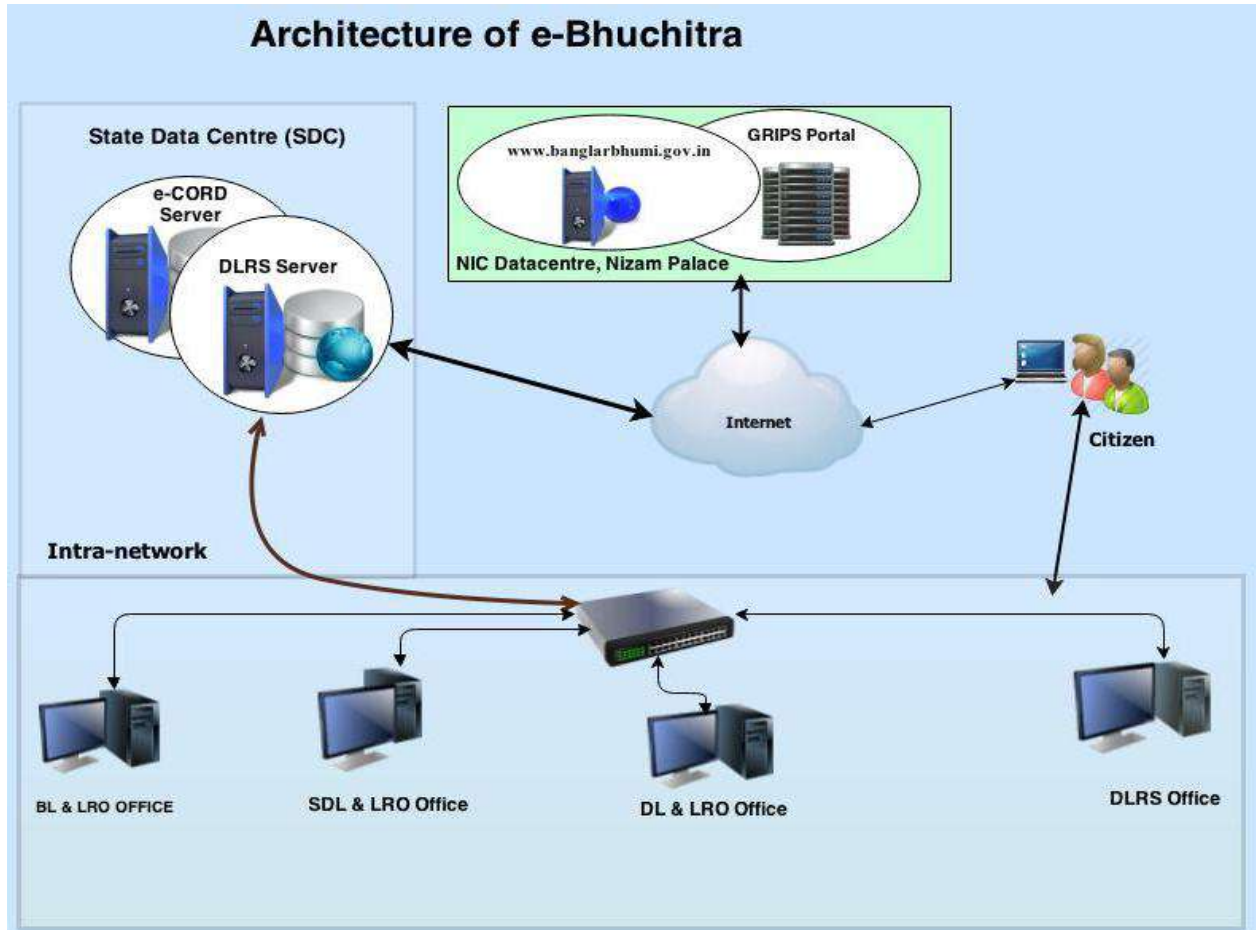 Architecture of e-Bhuchitra
State Data Centre (SDC)
e-CORD
Server
DLRS Server
www.banglarbhumi.gov.in
GRIPS Portal
NIC Datacentre, Nizam Palace
Internet
Citizen
Intra-network
BL & LRO OFFICE
SDL & LRO Office
DL & LRO Office
DLRS Office